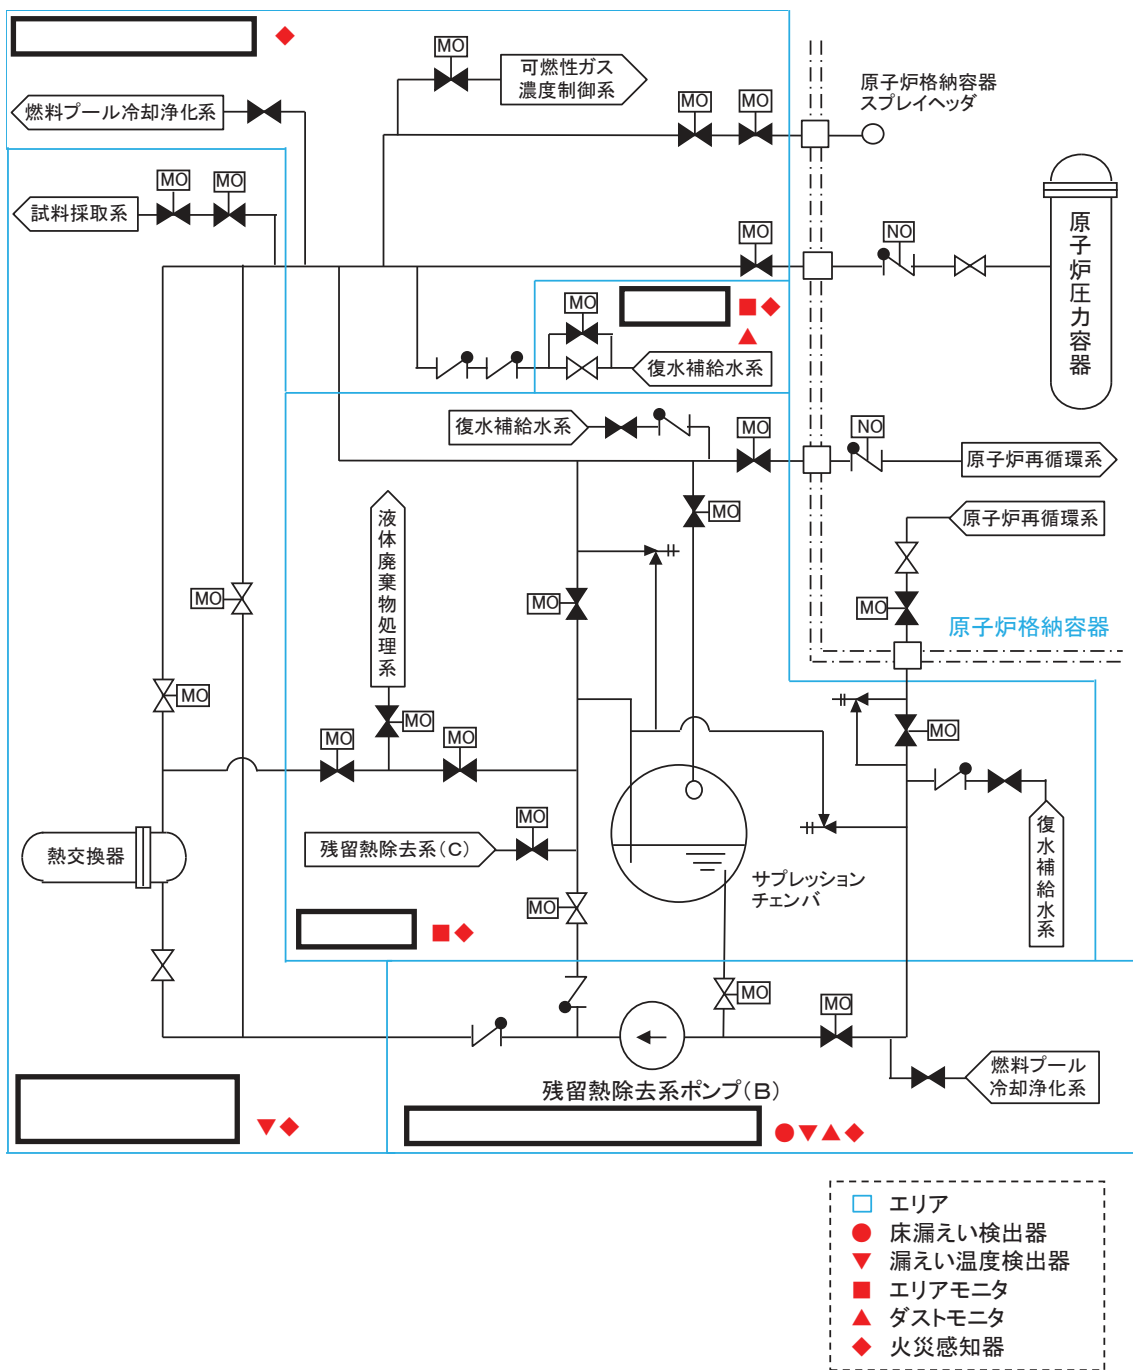 MO
可燃性ガス
濃度制御系
燃料プール冷却浄化系
MO
MO
原子炉格納容器
スプレイヘッダ
MO
MO
試料採取系
MO
NO
原子炉圧力容器
MO
復水補給水系
復水補給水系
MO
NO
原子炉再循環系
液体廃棄物処理系
MO
原子炉再循環系
MO
MO
MO
原子炉格納容器
MO
MO
MO
MO
MO
熱交換器
残留熱除去系(C)
MO
サプレッション
チェンバ
復水補給水系
MO
MO
MO
残留熱除去系ポンプ(B)
燃料プール
冷却浄化系
エリア
床漏えい検出器
漏えい温度検出器
エリアモニタ
ダストモニタ
火災感知器